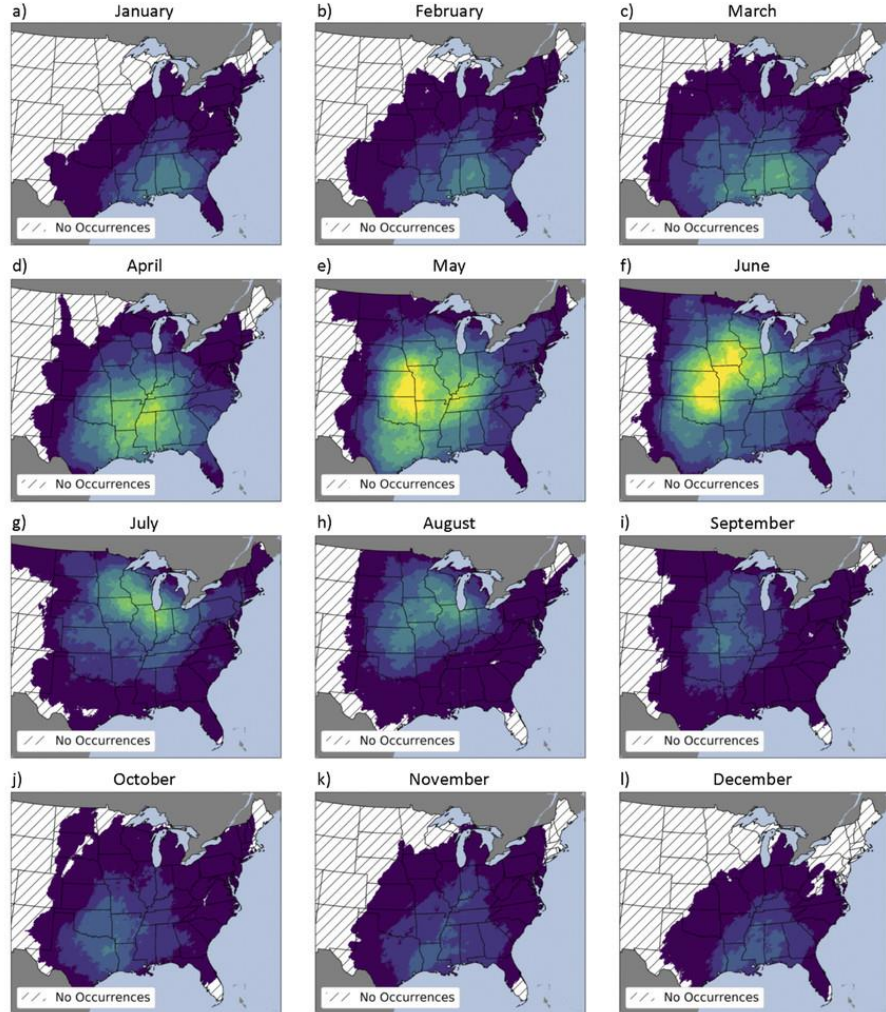 a) January
b) February
c) March
No Occurrences
No Occurrences
No Occurrences
d) April
e) May
f) June
No Occurrences
No Occurrences
No Occurrences
g) July
h) August
i) September
No Occurrences
No Occurrences
No Occurrences
j) October
k) November
l) December
No Occurrences
No Occurrences
No Occurrences